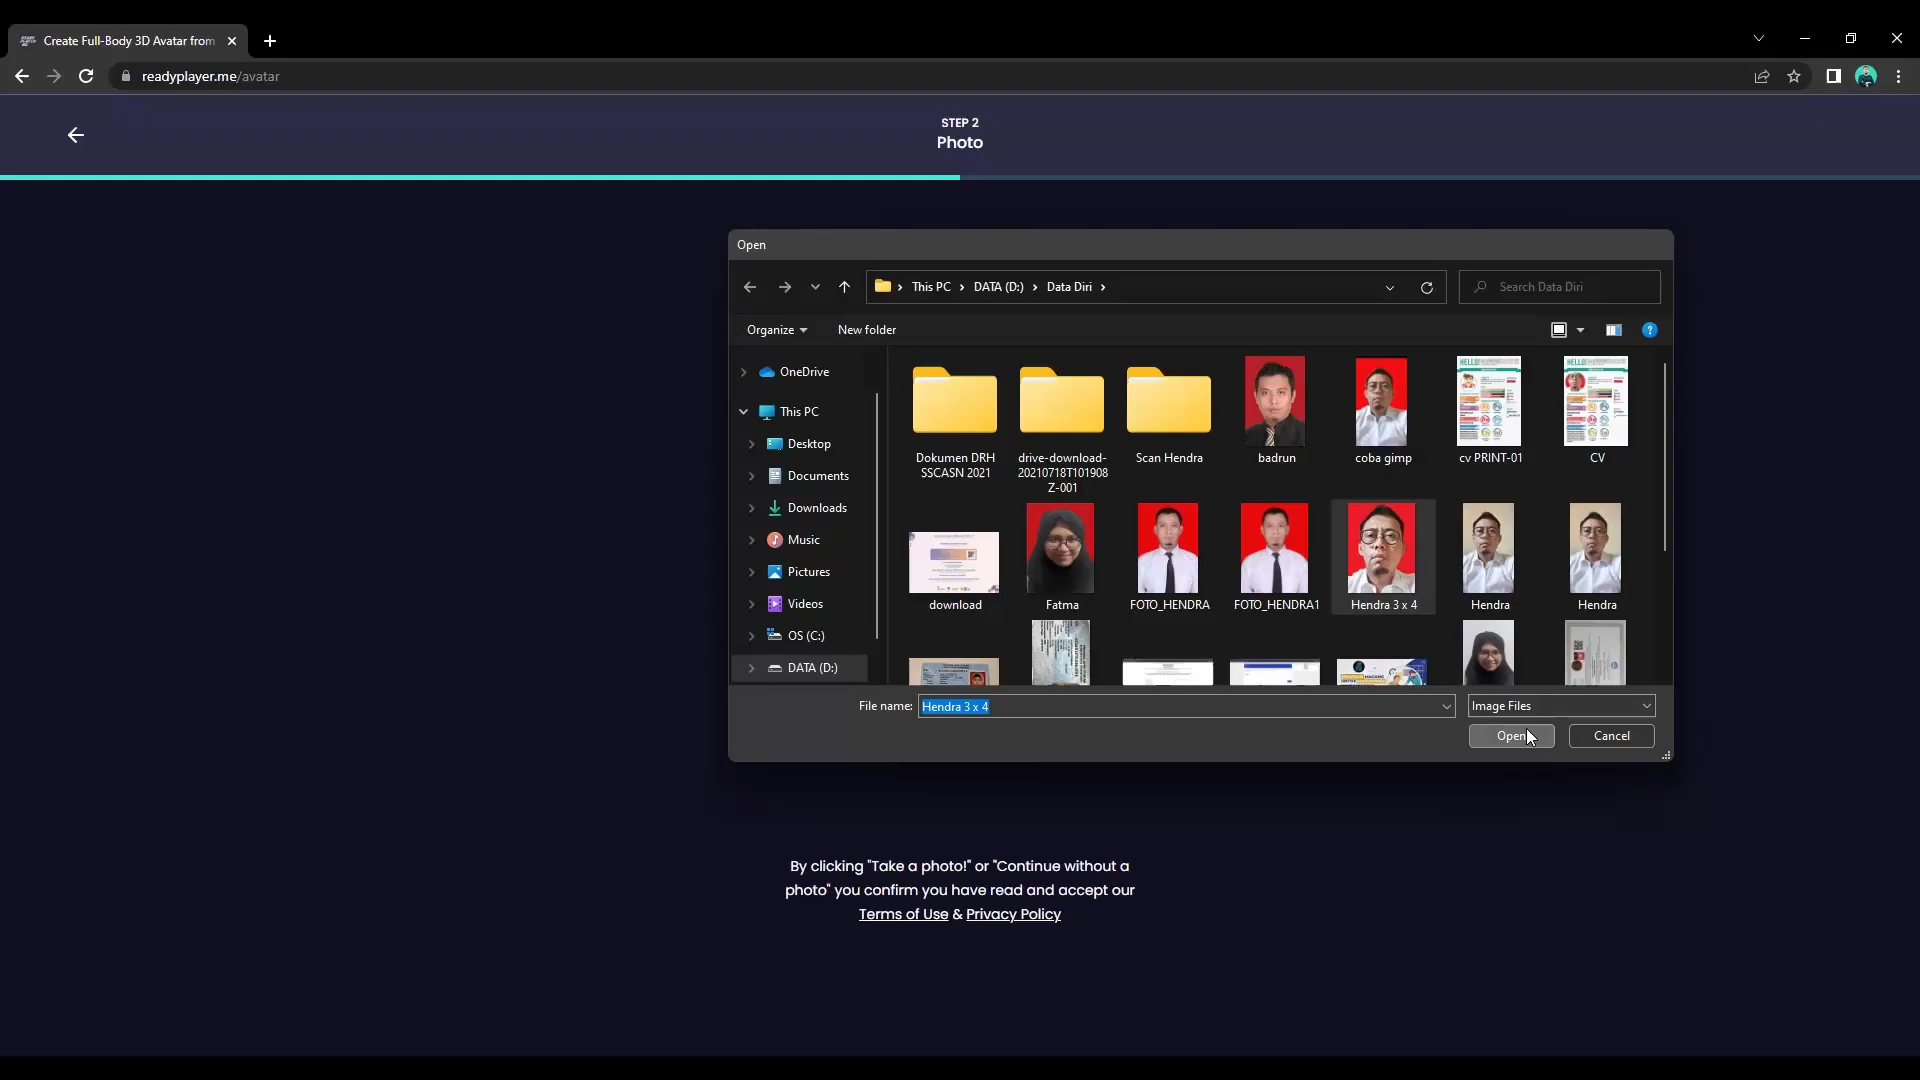 Create Full-Body 3D Avatar from
readyplayer.me/avatar
STEP 2
Photo
Open
This PC
DATA (D:)
Data Diri
Search Data Diri
Organize
New folder
OneDrive
This PC
Desktop
Documents
Downloads
Music
Pictures
Videos
OS (C:)
DATA (D:)
Dokumen DRH
SSCASN 2021
drive-download-
20210718T101908
Z-001
Scan Hendra
badrun
coba gimp
HELLO!
cv PRINT-01
HELLO!
CV
download
Fatma
FOTO_HENDRA
FOTO_HENDRA1
Hendra 3 x 4
Hendra
Hendra
File name:
Hendra 3 x 4
Image Files
Open
Cancel
By clicking "Take a photo!" or "Continue without a
photo" you confirm you have read and accept our
Terms of Use & Privacy Policy